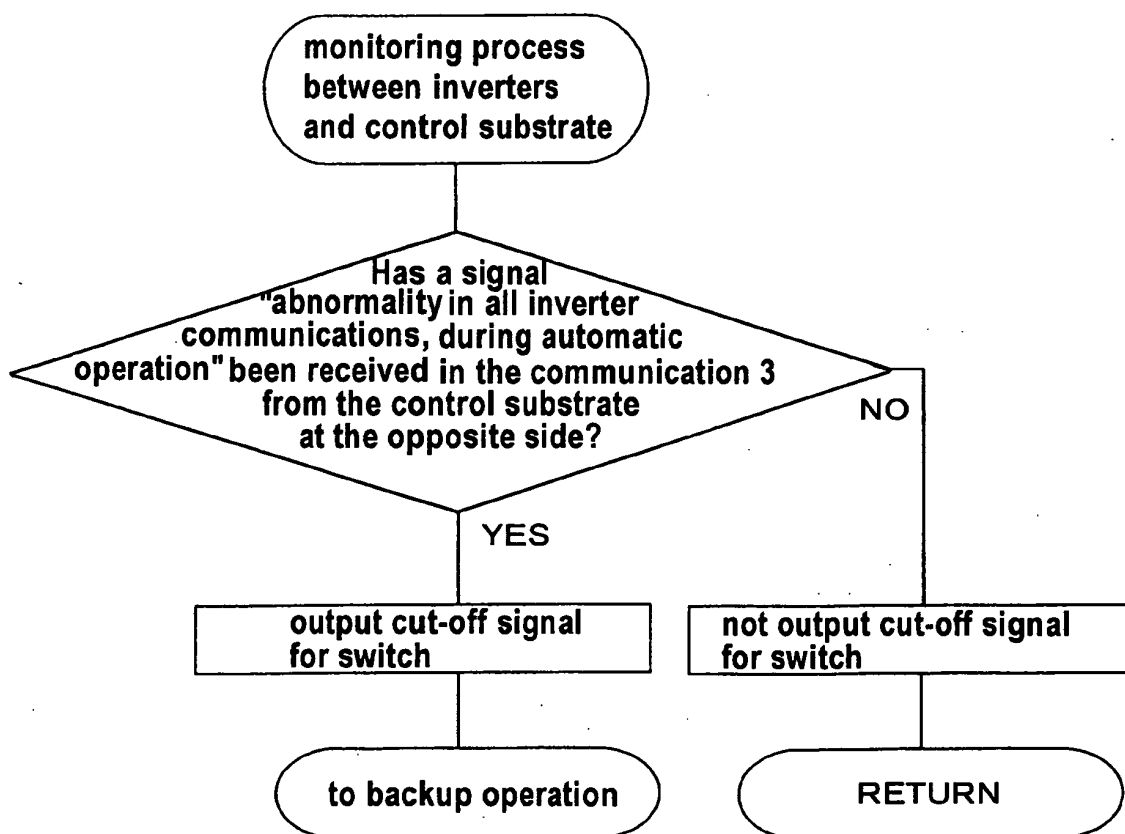 monitoring process
between inverters
and control substrate
Has a signal
"abnormality in all inverter
communications, during automatic
operation" been received in the communication 3
from the control substrate
at the opposite side?
NO
YES
output cut-off signal
for switch
not output cut-off signal
for switch
to backup operation
RETURN